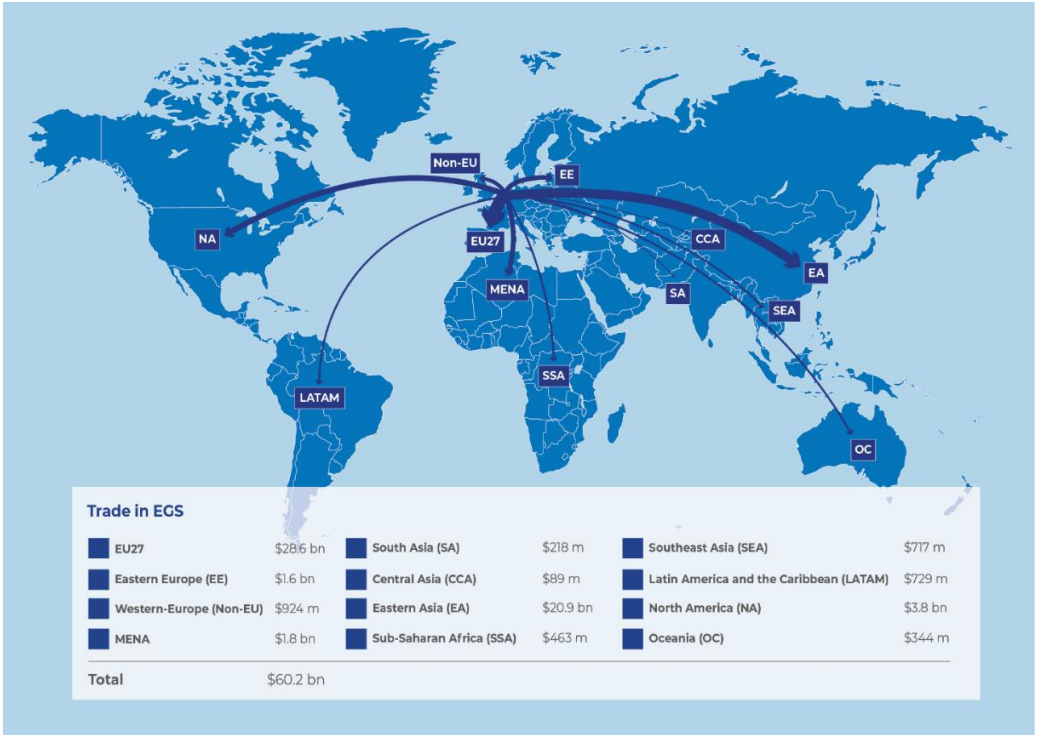 Non-EU
EE
NA
EU27
CCA
EA
MENA
SA
SEA
SSA
LATAM
OC
Trade in EGS
EU27 $28.6 bn
Eastern Europe (EE) $1.6 bn
Western-Europe (Non-EU) $924 m
MENA $1.8 bn
South Asia (SA) $218 m
Central Asia (CCA) $89 m
Eastern Asia (EA) $20.9 bn
Sub-Saharan Africa (SSA) $463 m
Southeast Asia (SEA) $717 m
Latin America and the Caribbean (LATAM) $729 m
North America (NA) $3.8 bn
Oceania (OC) $344 m
Total $60.2 bn